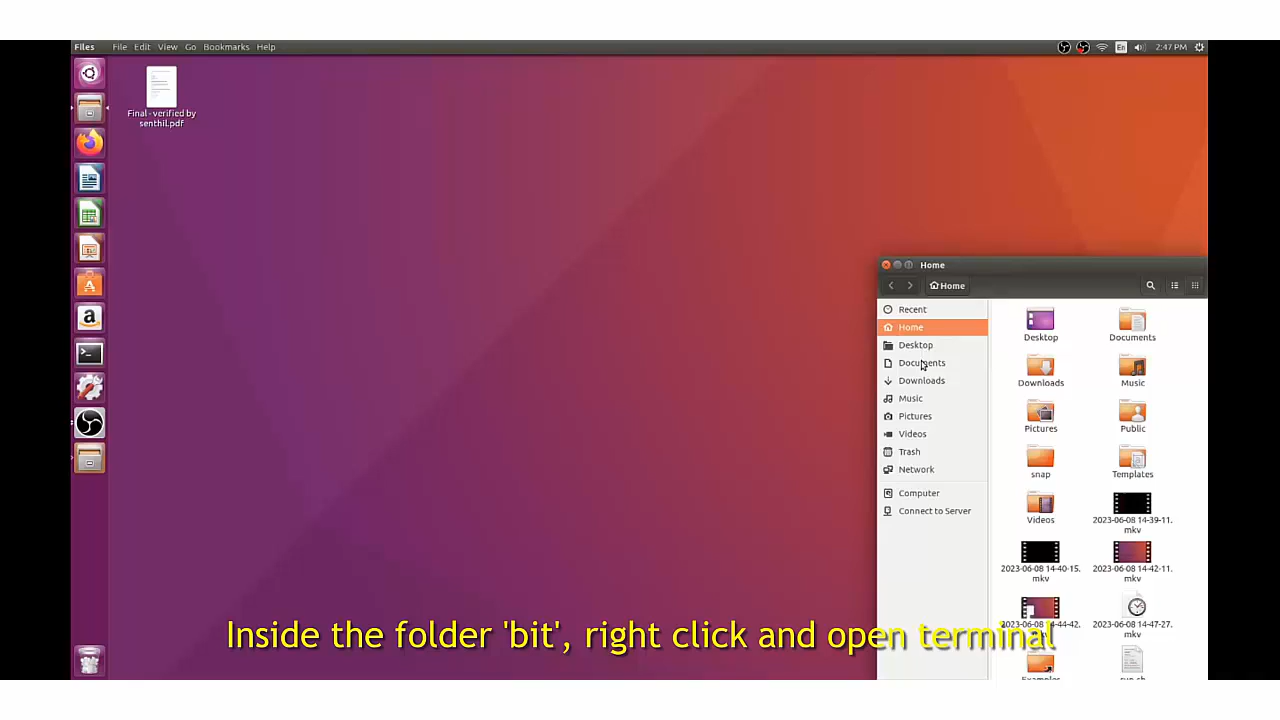 Files File Edit View Go Bookmarks Help En 2:47 PM
Final - verified by
senthil.pdf
Home
Home
Recent
Home
Desktop
Documents
Downloads
Music
Pictures
Videos
Trash
Network
Computer
Connect to Server
Desktop Documents
Downloads Music
Pictures Public
snap Templates
Videos 2023-06-08 14-39-11.
mkv
2023-06-08 14-40-15. 2023-06-08 14-42-11.
mkv mkv
2023-06-08 14-47-27.
mkv
Examples run.sh
Inside the folder 'bit', right click and open terminal